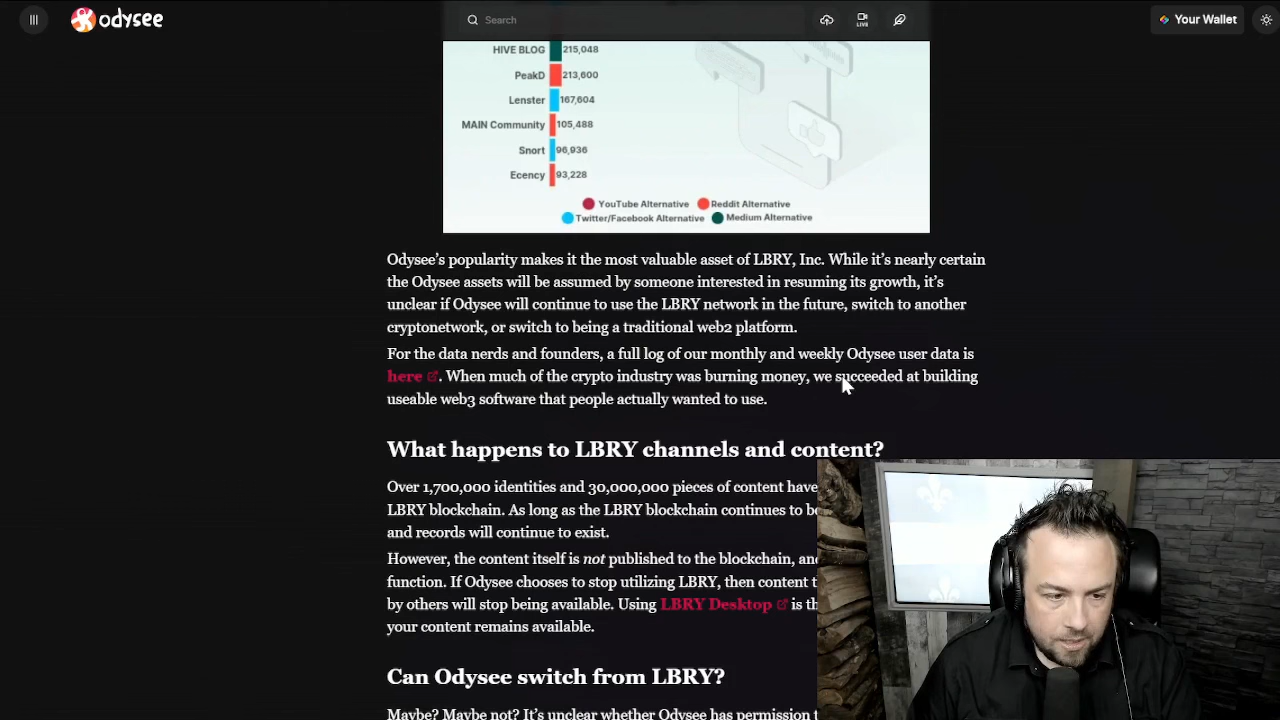 odysee
Search
LIVE
Your Wallet
HIVE BLOG 215,048
PeakD 213,600
Lenster 167,604
MAIN Community 105,488
Snort 96,936
Ecency 93,228
YouTube Alternative Reddit Alternative
Twitter/Facebook Alternative Medium Alternative
Odysee’s popularity makes it the most valuable asset of LBRY, Inc. While it’s nearly certain
the Odysee assets will be assumed by someone interested in resuming its growth, it’s
unclear if Odysee will continue to use the LBRY network in the future, switch to another
cryptonetwork, or switch to being a traditional web2 platform.
For the data nerds and founders, a full log of our monthly and weekly Odysee user data is
here. When much of the crypto industry was burning money, we succeeded at building
useable web3 software that people actually wanted to use.
What happens to LBRY channels and content?
Over 1,700,000 identities and 30,000,000 pieces of content have
LBRY blockchain. As long as the LBRY blockchain continues to
and records will continue to exist.
However, the content itself is not published to the blockchain,
function. If Odysee chooses to stop utilizing LBRY, then content
by others will stop being available. Using LBRY Desktop is
your content remains available.
Can Odysee switch from LBRY?
Maybe? Maybe not? It’s unclear whether Odysee has permission